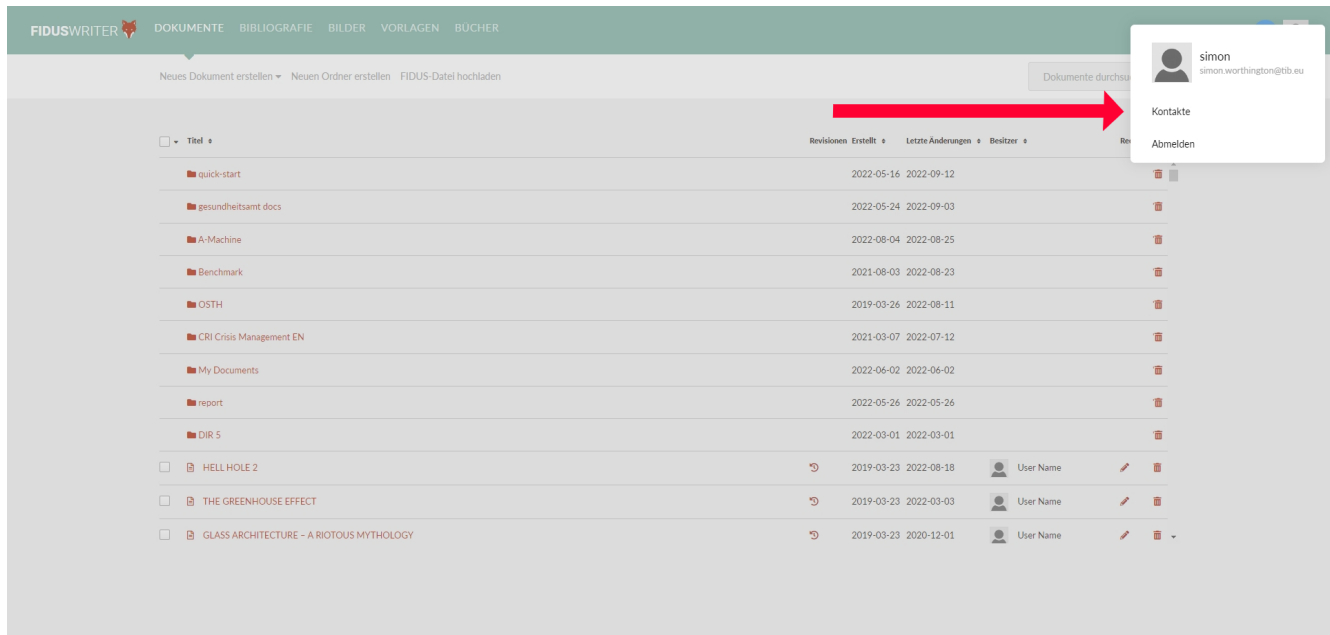 FIDUSWRITER DOKUMENTE BIBLIOGRAFIE BILDER VORLAGEN BÜCHER
simon
simon.worthington@tib.eu
Neues Dokument erstellen Neuen Ordner erstellen FIDUS-Datei hochladen Dokumente
Kontakte
Abmelden
Titel Revisionen Erstellt Letzte Änderungen Besitzer
quick-start 2022-05-16 2022-09-12
gesundheitsamt docs 2022-05-24 2022-09-03
A-Machine 2022-08-04 2022-08-25
Benchmark 2021-08-03 2022-08-23
OSTH 2019-03-26 2022-08-11
CRI Crisis Management EN 2021-03-07 2022-07-12
My Documents 2022-06-02 2022-06-02
report 2022-05-26 2022-05-26
DIR 5 2022-03-01 2022-03-01
HELL HOLE 2 2019-03-23 2022-08-18 User Name
THE GREENHOUSE EFFECT 2019-03-23 2022-03-03 User Name
GLASS ARCHITECTURE – A RIOTOUS MYTHOLOGY 2019-03-23 2020-12-01 User Name